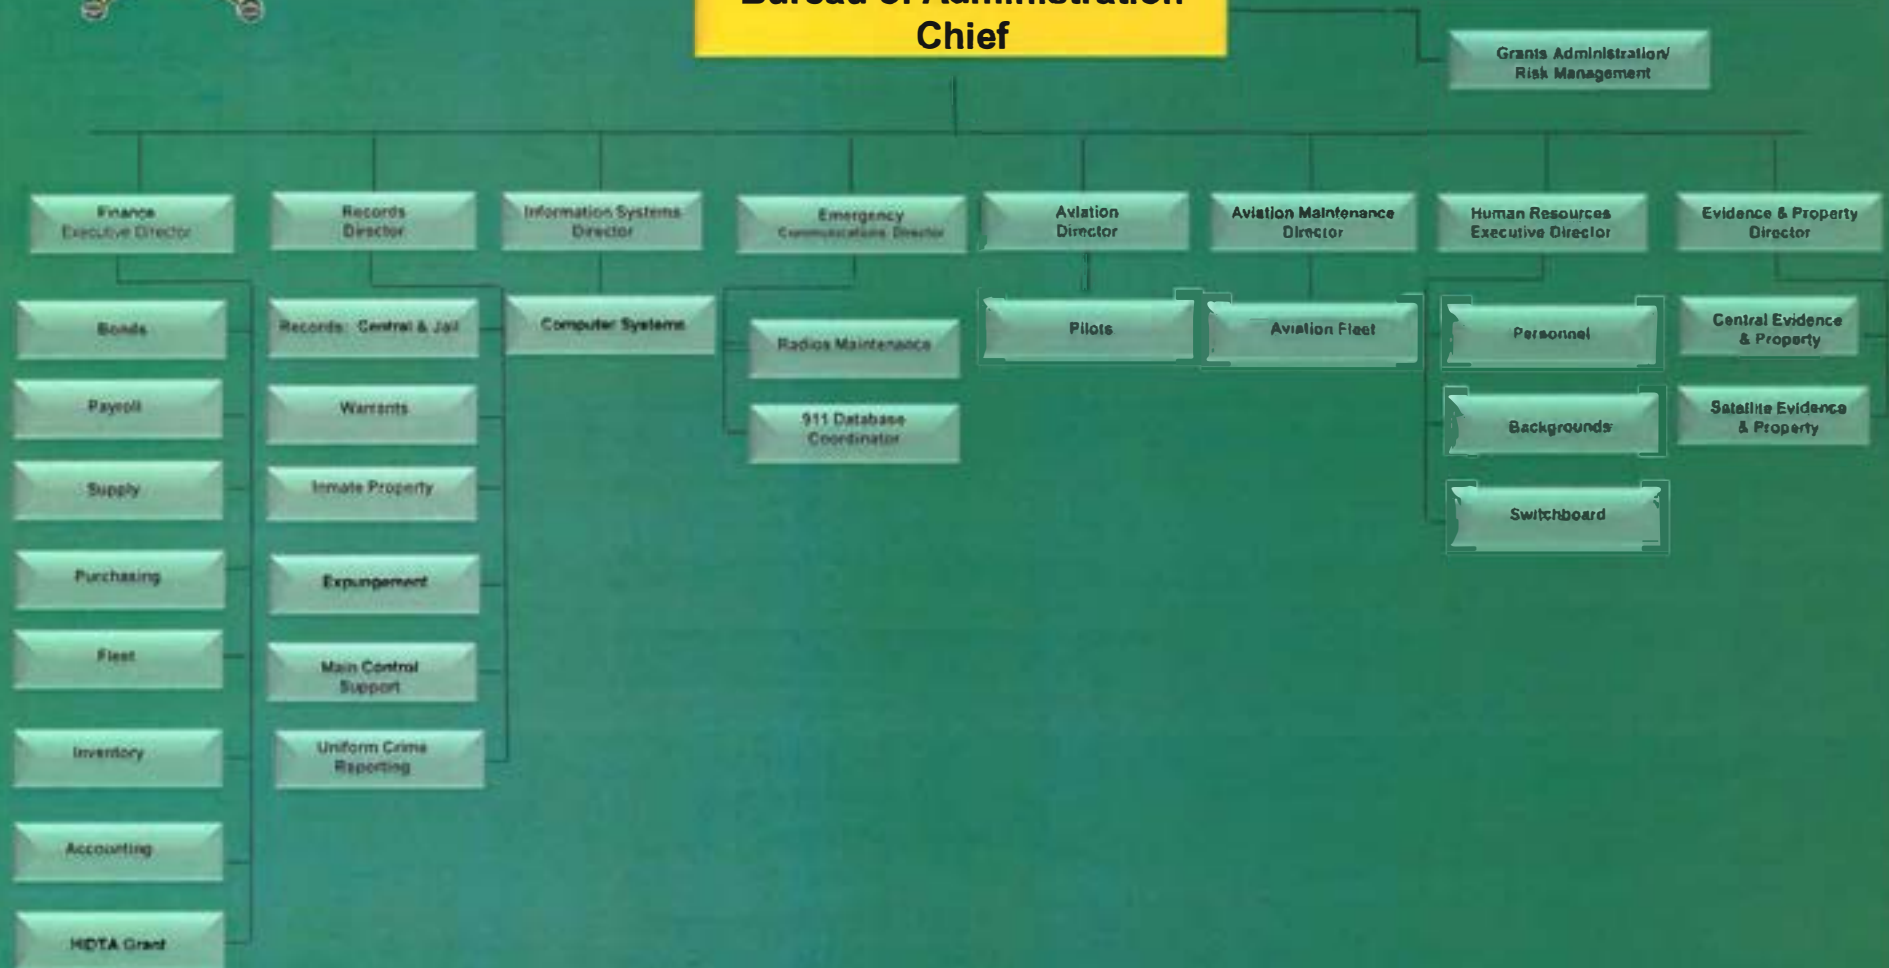 Bureau of Administration
Chief
Grants Administration/
Risk Management
Finance
Executive Director
Records
Director
Information Systems
Director
Emergency
Communications Director
Aviation
Director
Aviation Maintenance
Director
Human Resources
Executive Director
Evidence & Property
Director
Bonds
Payroll
Supply
Purchasing
Fleet
Inventory
Accounting
HIDTA Grant
Records: Central & Jail
Warrants
Inmate Property
Expungement
Main Control
Support
Uniform Crime
Reporting
Computer Systems
Radios Maintenance
911 Database
Coordinator
Pilots
Aviation Fleet
Personnel
Backgrounds
Switchboard
Central Evidence
& Property
Satellite Evidence
& Property